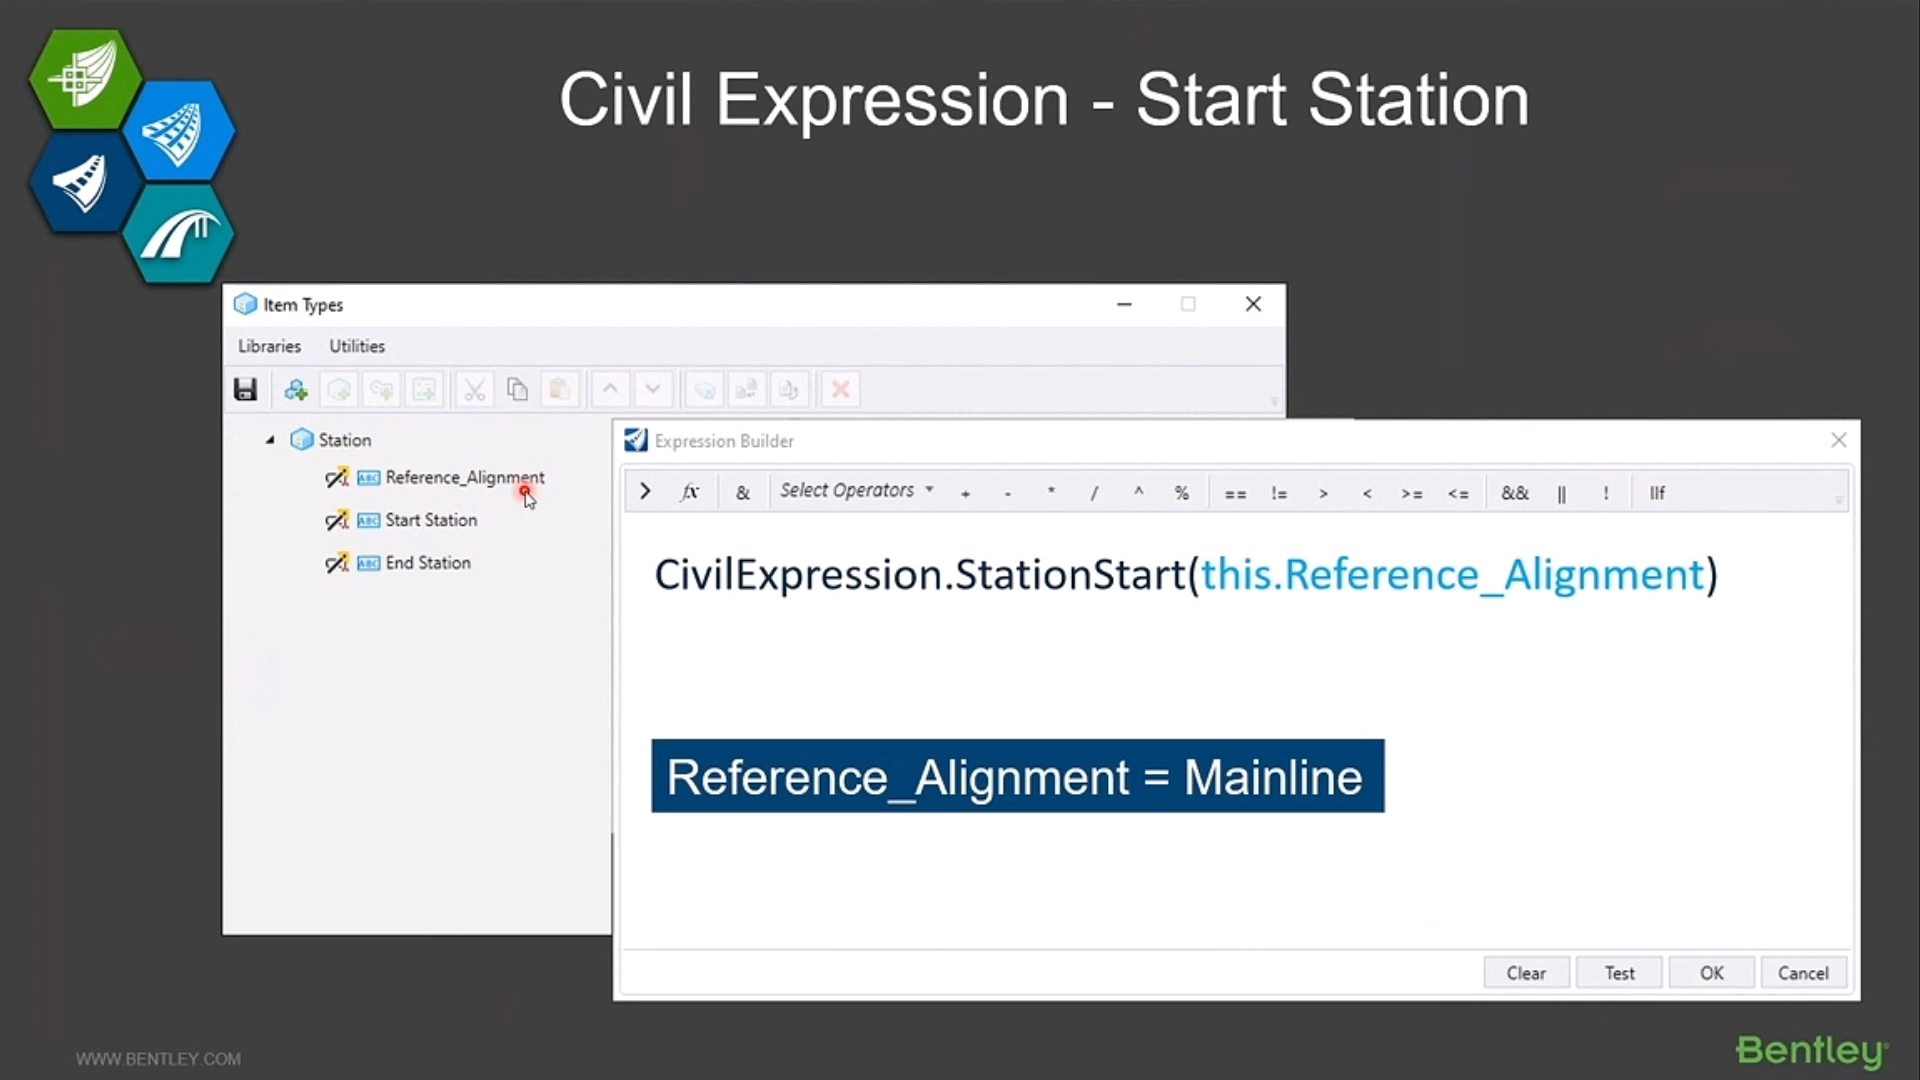 Civil Expression - Start Station
Item Types
Libraries Utilities
Station
Reference_Alignment
Start Station
End Station
Expression Builder
fx & Select Operators + - * / ^ % == != > < >= <= && || ! IIf
CivilExpression.StationStart(this.Reference_Alignment)
Reference_Alignment = Mainline
Clear Test OK Cancel
WWW.BENTLEY.COM
Bentley